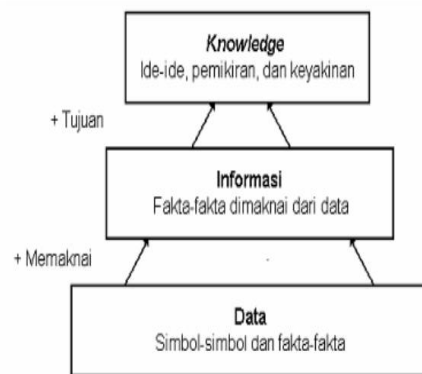 Knowledge
Ide-ide, pemikiran, dan keyakinan
+ Tujuan
Informasi
Fakta-fakta dimaknai dari data
+ Memaknai
Data
Simbol-simbol dan fakta-fakta